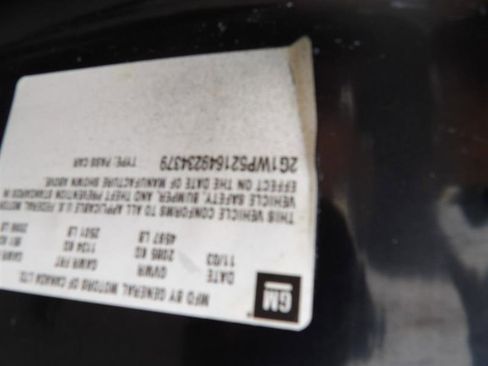 GM
MFD BY GENERAL MOTORS OF CANADA LTD.
DATE GVWR GAWR FRT GAWR
11/03 2085 KG 1134 KG
4597 LB 2501 LB
THIS VEHICLE CONFORMS TO ALL APPLICABLE U.S. FEDERAL MOTOR
VEHICLE SAFETY, BUMPER, AND THEFT PREVENTION STANDARDS IN
EFFECT ON THE DATE OF MANUFACTURE SHOWN ABOVE.
2G1WP521649234379 TYPE: PASS CAR